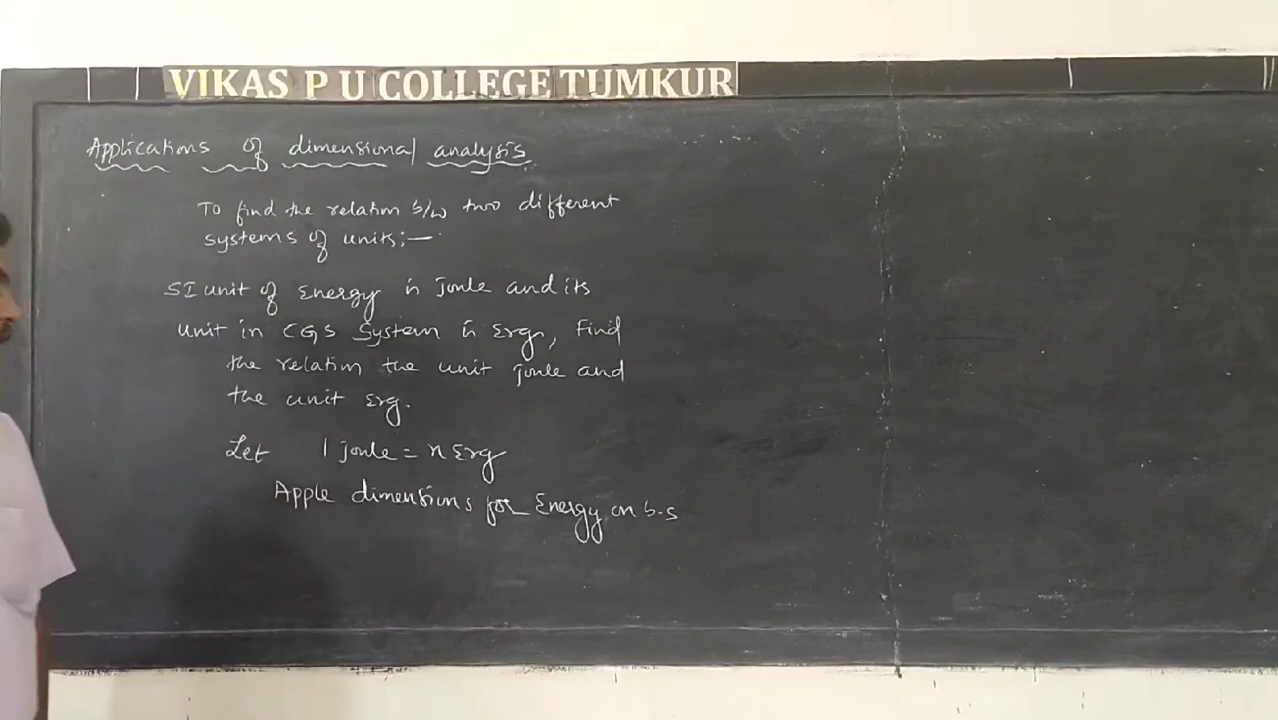 VIKAS P U COLLEGE TUMKUR
Applications of dimensional analysis
To find the relation b/w two different
systems of units;—
SI unit of Energy is Joule and its
unit in CGS System is Erg, Find
the relation the unit joule and
the unit Erg.
Let 1 joule = n Erg
Apple dimensions for Energy on b.s